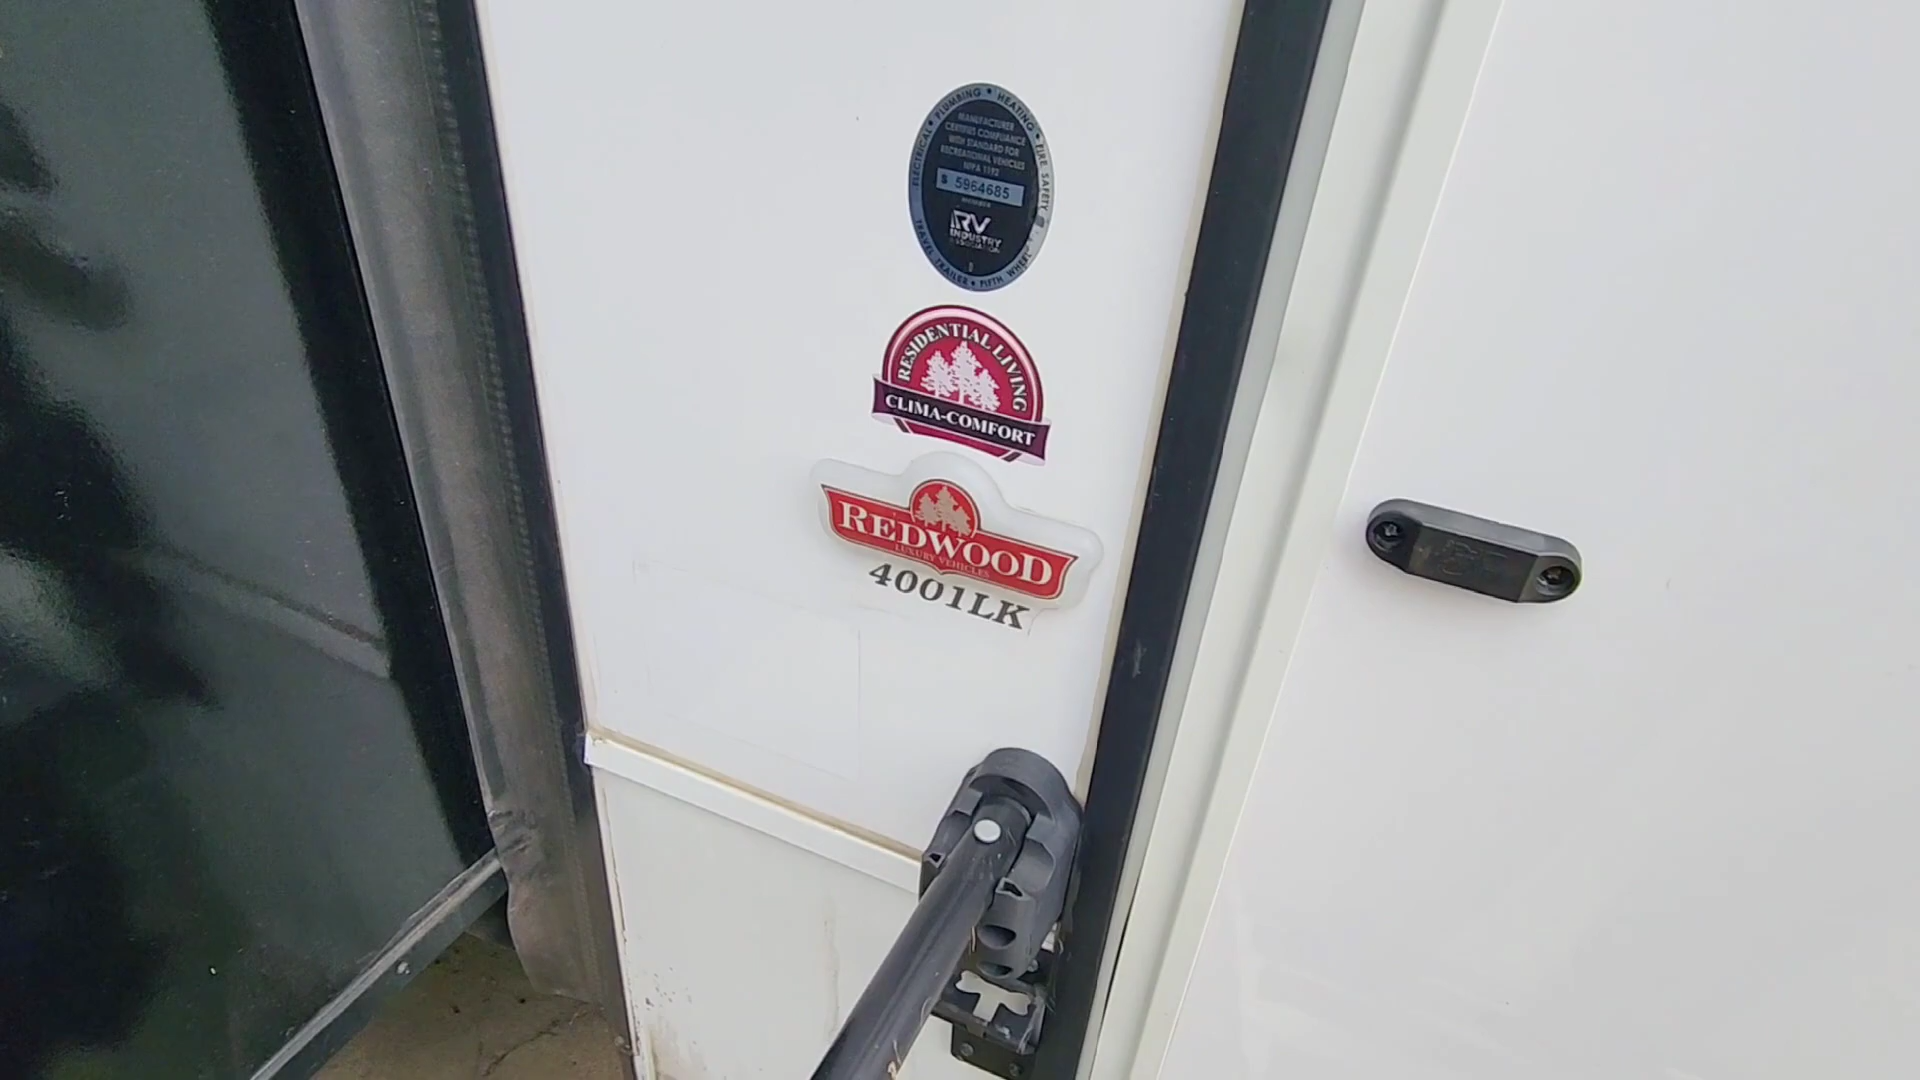 ELECTRICAL • PLUMBING • HEATING • FIRE SAFETY
MANUFACTURER
CERTIFIES COMPLIANCE
WITH STANDARD FOR
RECREATIONAL VEHICLES
NFPA 1192
S 5964685
RV
INDUSTRY
ASSOCIATION
TRAVEL TRAILER • FIFTH WHEEL
RESIDENTIAL LIVING
CLIMA-COMFORT
REDWOOD
LUXURY VEHICLES
4001LK